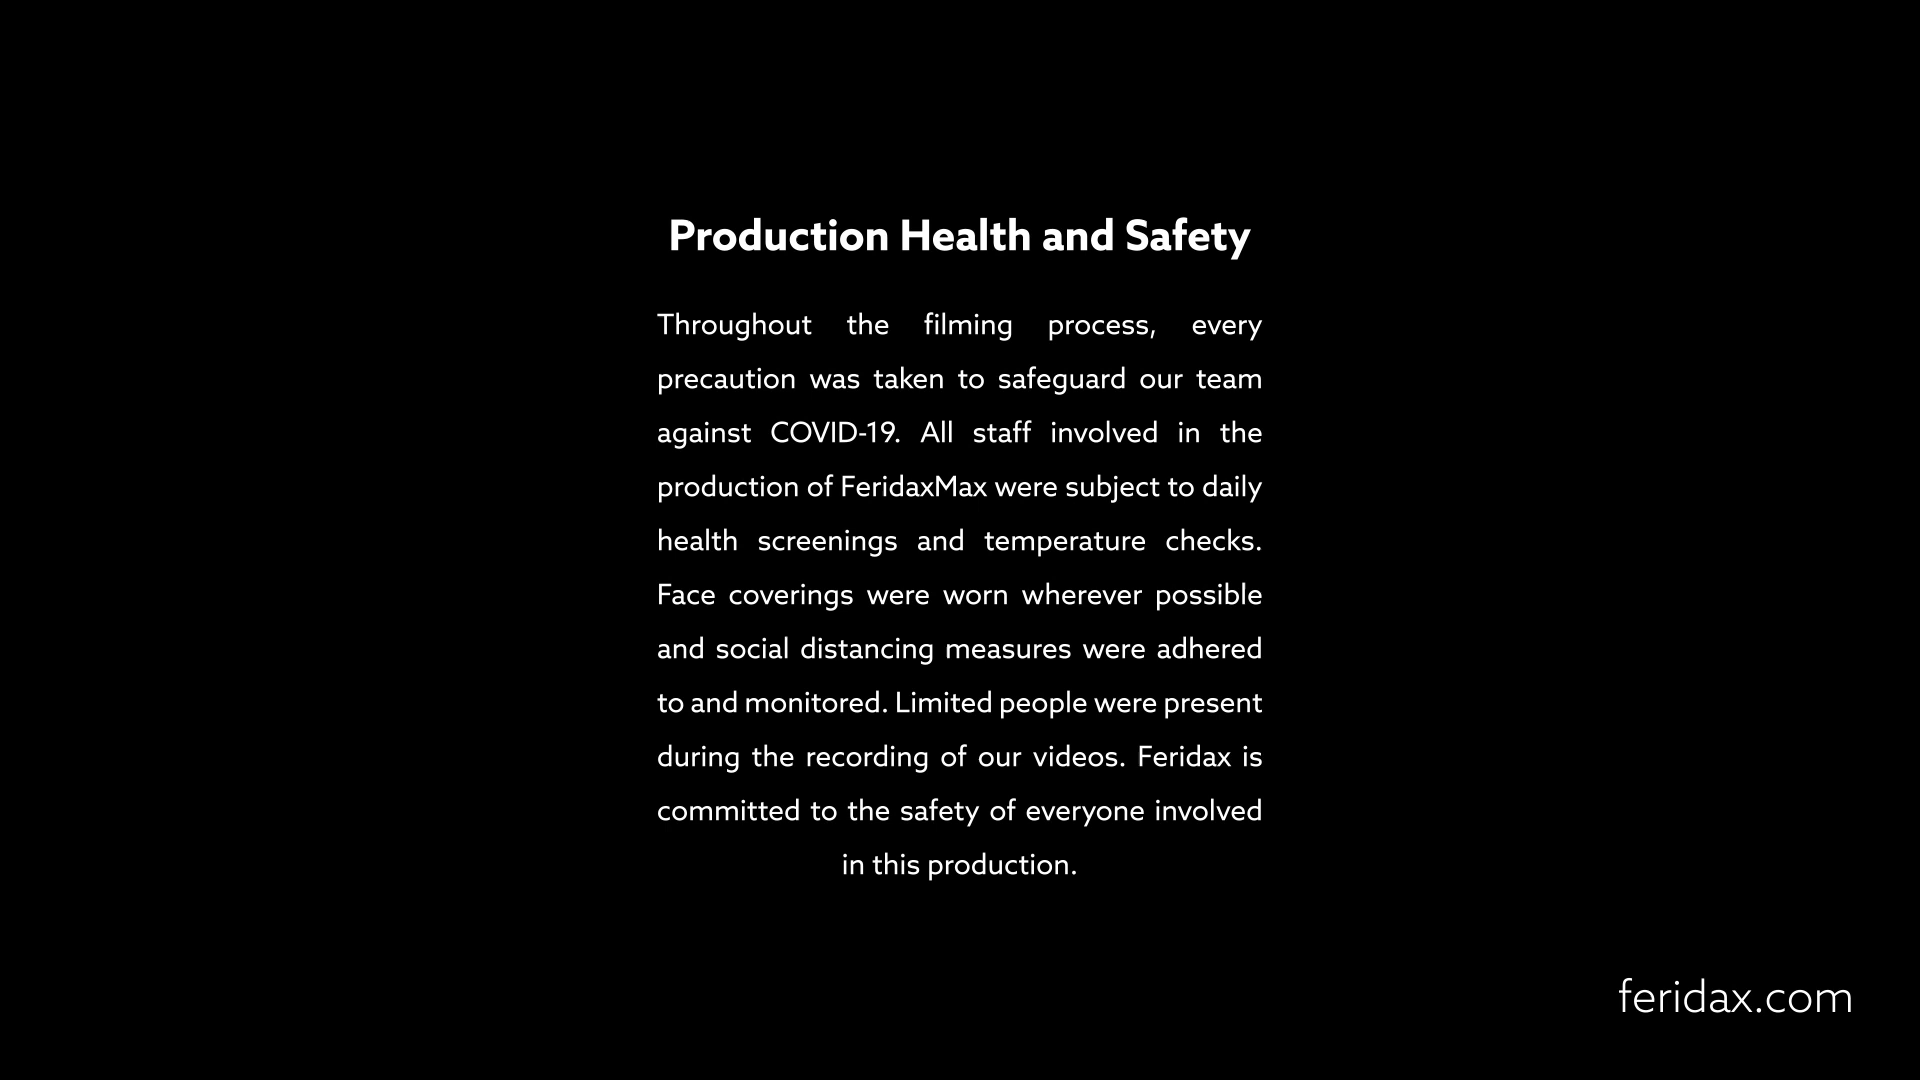 Production Health and Safety
Throughout the filming process, every
precaution was taken to safeguard our team
against COVID-19. All staff involved in the
production of FeridaxMax were subject to daily
health screenings and temperature checks.
Face coverings were worn wherever possible
and social distancing measures were adhered
to and monitored. Limited people were present
during the recording of our videos. Feridax is
committed to the safety of everyone involved
in this production.
feridax.com